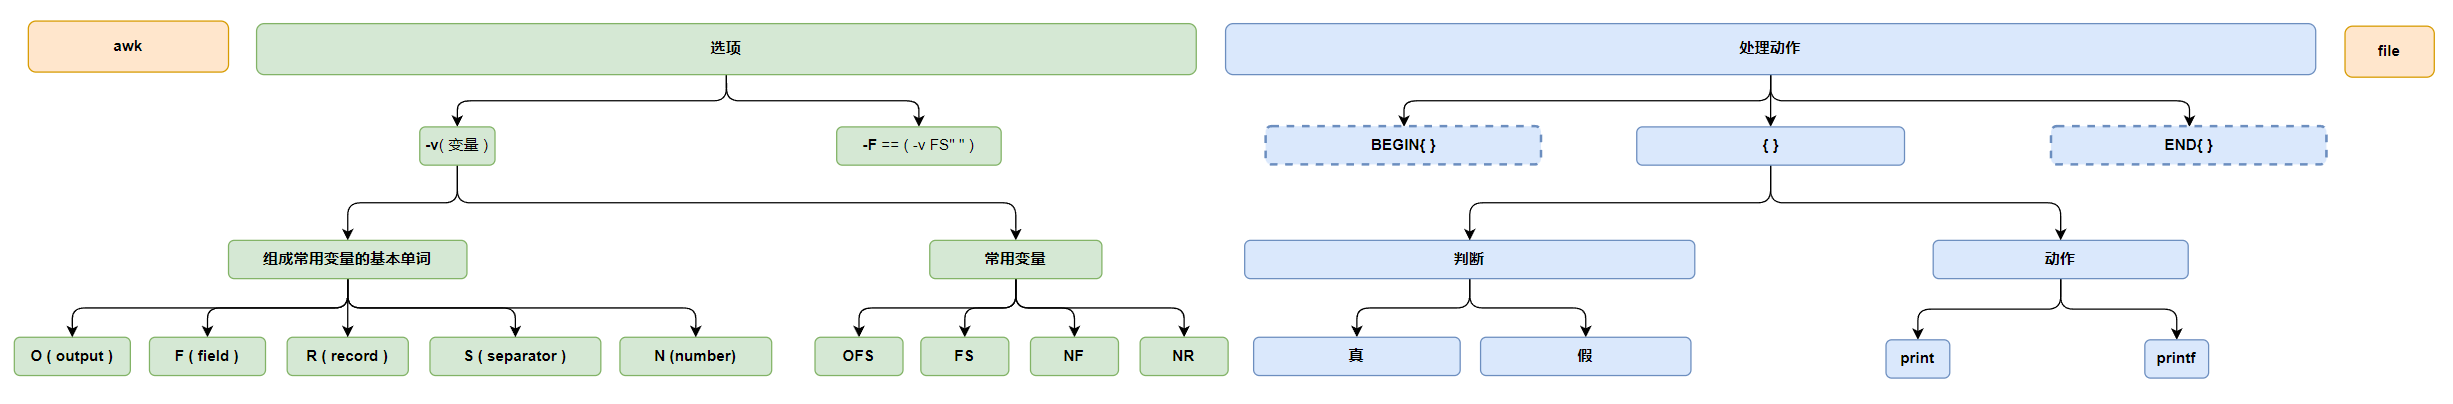 awk
选项
处理动作
file
-v( 变量 )
-F == ( -v FS" " )
BEGIN{ }
{ }
END{ }
组成常用变量的基本单词
常用变量
判断
动作
O ( output )
F ( field )
R ( record )
S ( separator )
N (number)
OFS
FS
NF
NR
真
假
print
printf